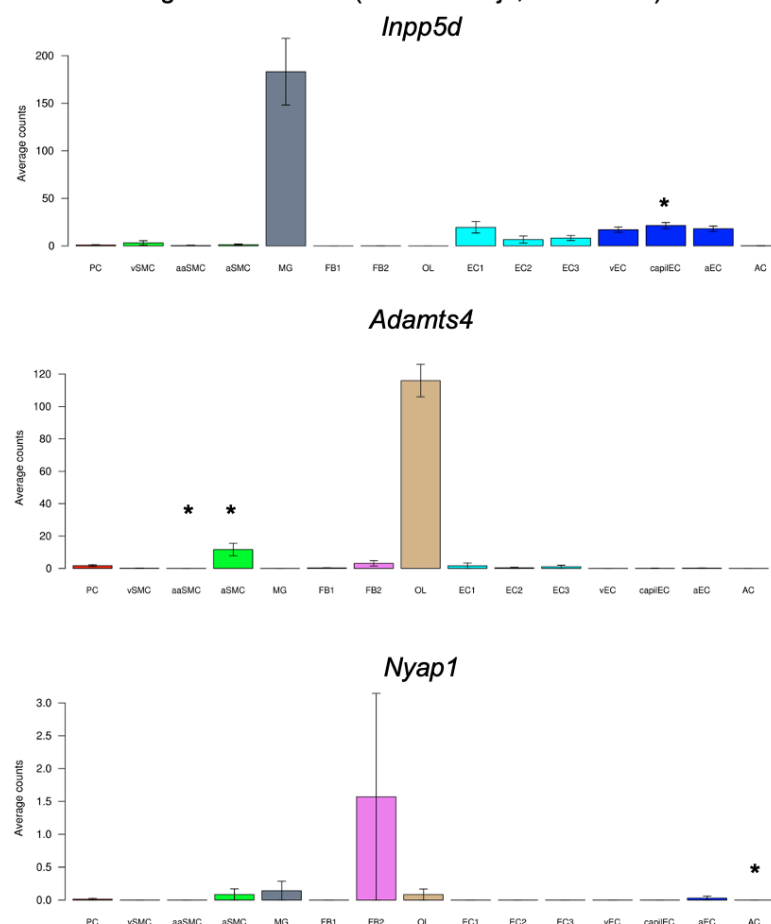 Inpp5d
Average counts
200
150
100
50
0
PC vSMC aaSMC aSMC MG FB1 FB2 OL EC1 EC2 EC3 vEC capilEC aEC AC
*
Adamts4
Average counts
120
100
80
60
40
20
0
* *
PC vSMC aaSMC aSMC MG FB1 FB2 OL EC1 EC2 EC3 vEC capilEC aEC AC
Nyap1
Average counts
3.0
2.5
2.0
1.5
1.0
0.5
0.0
*
PC vSMC aaSMC aSMC MG FB1 FB2 OL EC1 EC2 EC3 vEC capilEC aEC AC